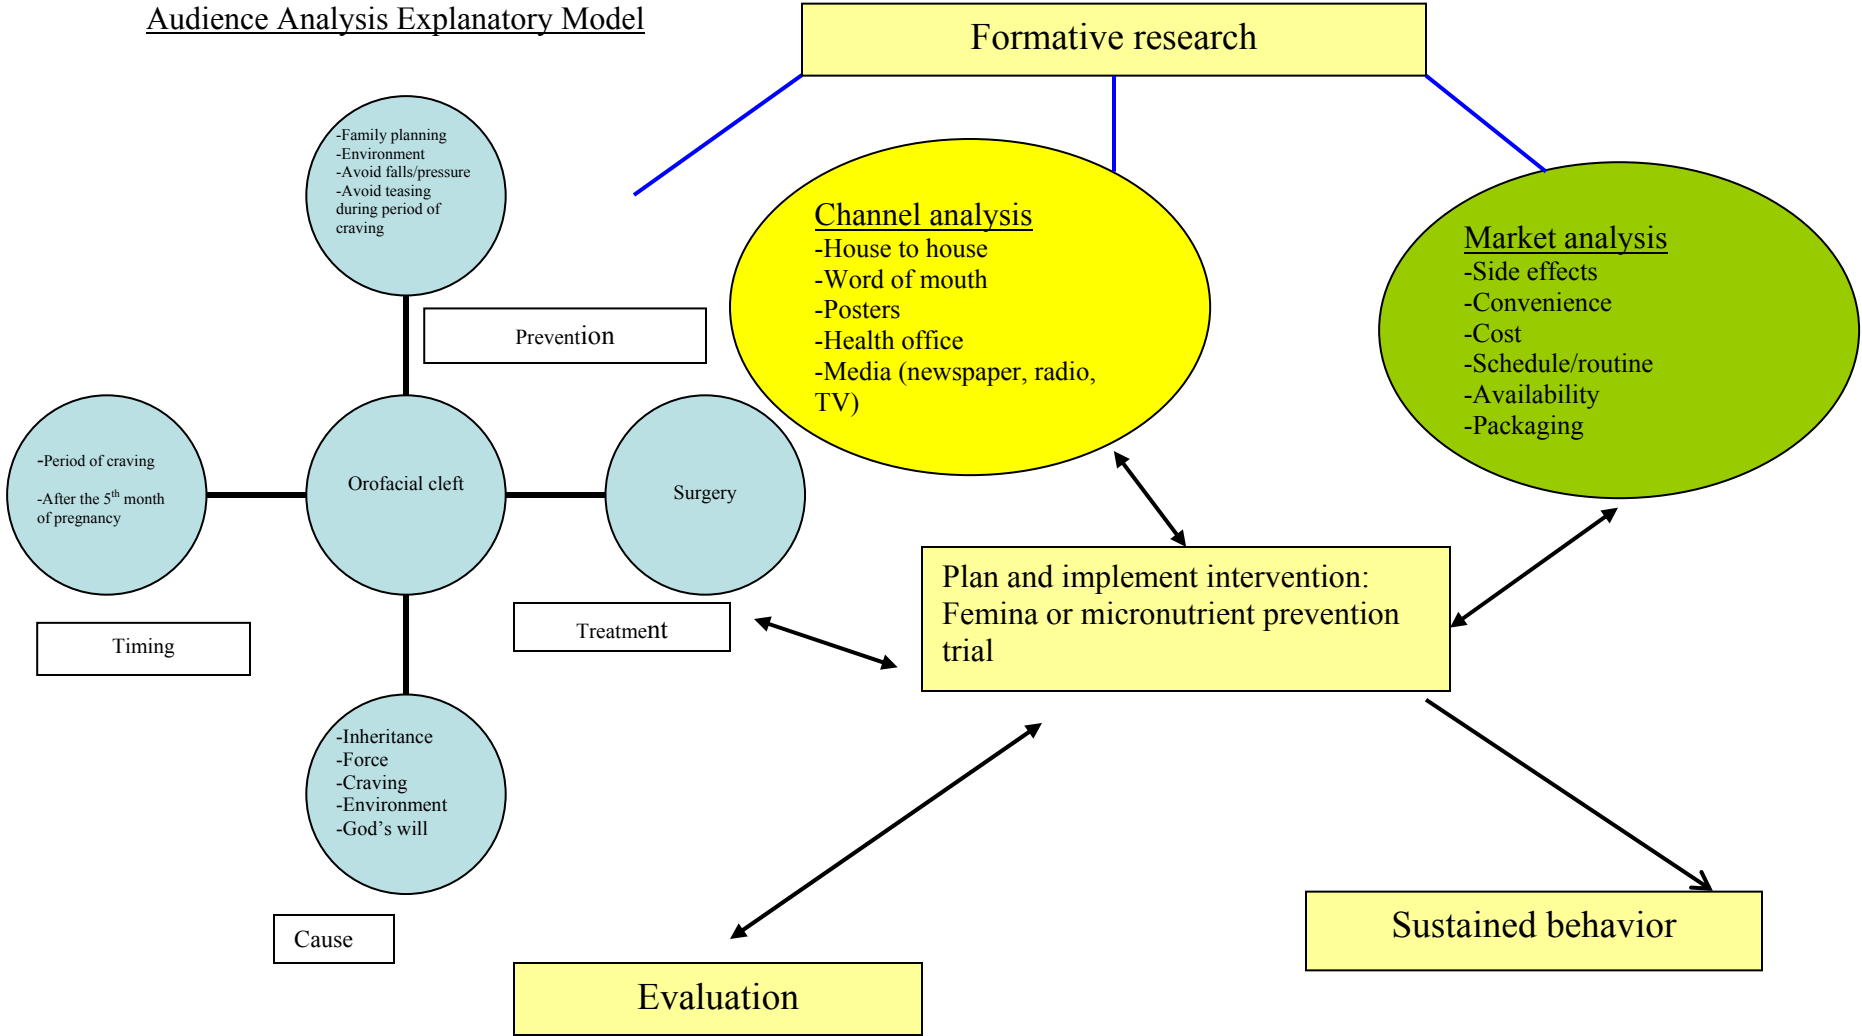 Audience Analysis Explanatory Model
Formative research
-Family planning
-Environment
-Avoid falls/pressure
-Avoid teasing
during period of
craving
Prevention
Channel analysis
-House to house
-Word of mouth
-Posters
-Health office
-Media (newspaper, radio,
TV)
Market analysis
-Side effects
-Convenience
-Cost
-Schedule/routine
-Availability
-Packaging
-Period of craving
-After the 5th month
of pregnancy
Orofacial cleft
Surgery
Timing
Treatment
Plan and implement intervention:
Femina or micronutrient prevention
trial
-Inheritance
-Force
-Craving
-Environment
-God’s will
Cause
Sustained behavior
Evaluation